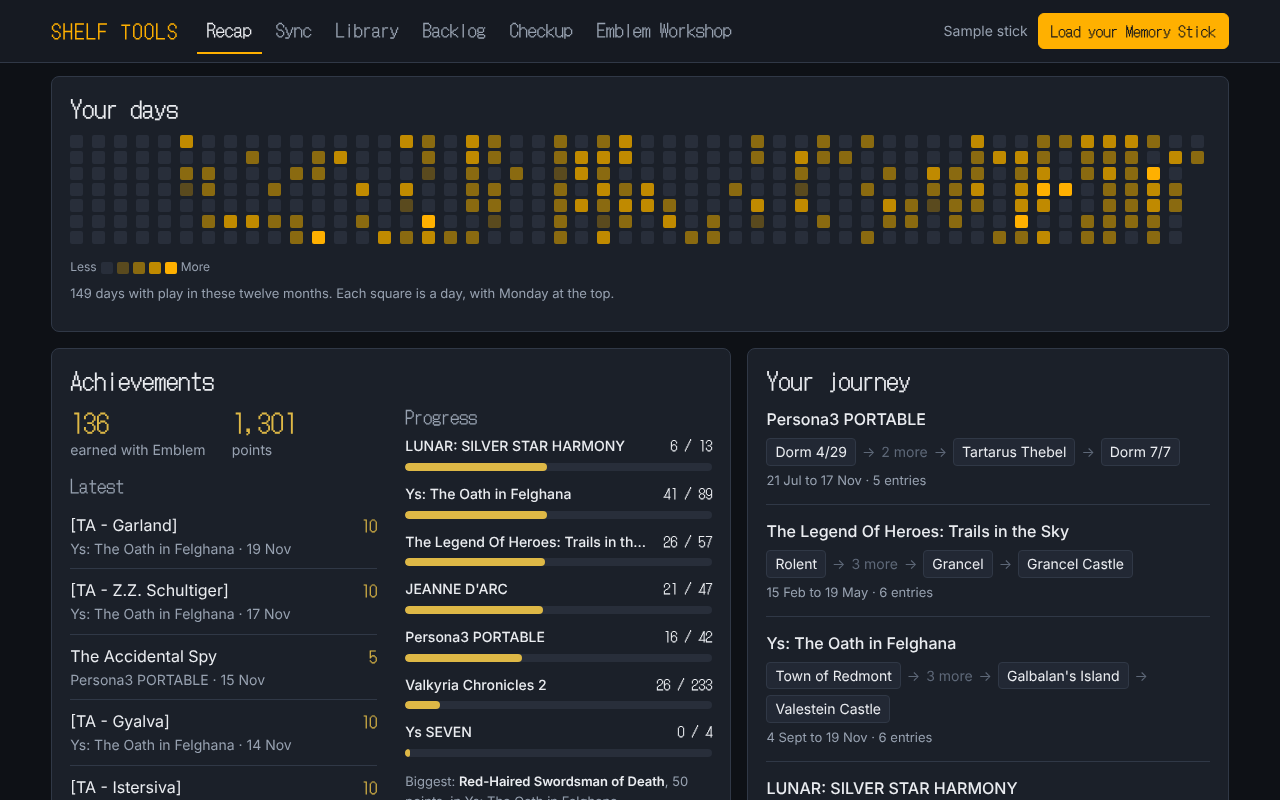 SHELF TOOLS Recap Sync Library Backlog Checkup Emblem Workshop Sample stick Load your Memory Stick
Your days
Less More
149 days with play in these twelve months. Each square is a day, with Monday at the top.
Achievements
136 1,301
earned with Emblem points
Latest
[TA - Garland] 10
Ys: The Oath in Felghana · 19 Nov
[TA - Z.Z. Schultiger] 10
Ys: The Oath in Felghana · 17 Nov
The Accidental Spy 5
Persona3 PORTABLE · 15 Nov
[TA - Gyalva] 10
Ys: The Oath in Felghana · 14 Nov
[TA - Istersiva] 10
Progress
LUNAR: SILVER STAR HARMONY 6 / 13
Ys: The Oath in Felghana 41 / 89
The Legend Of Heroes: Trails in th... 26 / 57
JEANNE D'ARC 21 / 47
Persona3 PORTABLE 16 / 42
Valkyria Chronicles 2 26 / 233
Ys SEVEN 0 / 4
Biggest: Red-Haired Swordsman of Death, 50
points, in Ys: The Oath in Felghana
Your journey
Persona3 PORTABLE
Dorm 4/29 → 2 more → Tartarus Thebel → Dorm 7/7
21 Jul to 17 Nov · 5 entries
The Legend Of Heroes: Trails in the Sky
Rolent → 3 more → Grancel → Grancel Castle
15 Feb to 19 May · 6 entries
Ys: The Oath in Felghana
Town of Redmont → 3 more → Galbalan's Island →
Valestein Castle
4 Sept to 19 Nov · 6 entries
LUNAR: SILVER STAR HARMONY